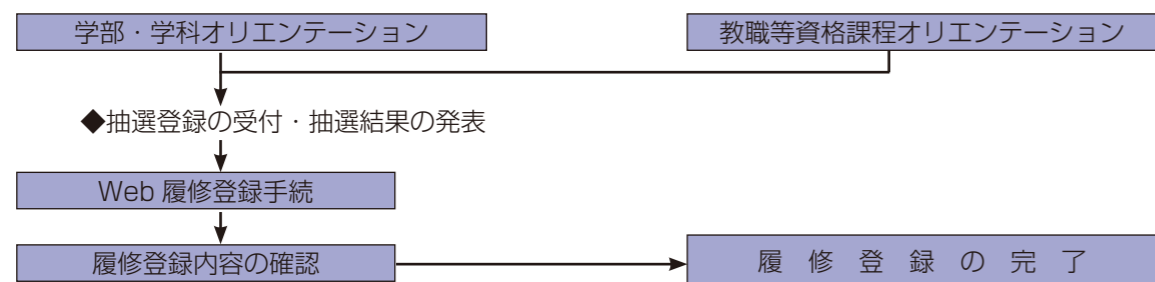 学部・学科オリエンテーション
教職等資格課程オリエンテーション
◆抽選登録の受付・抽選結果の発表
Web 履修登録手続
履修登録内容の確認
履修登録の完了